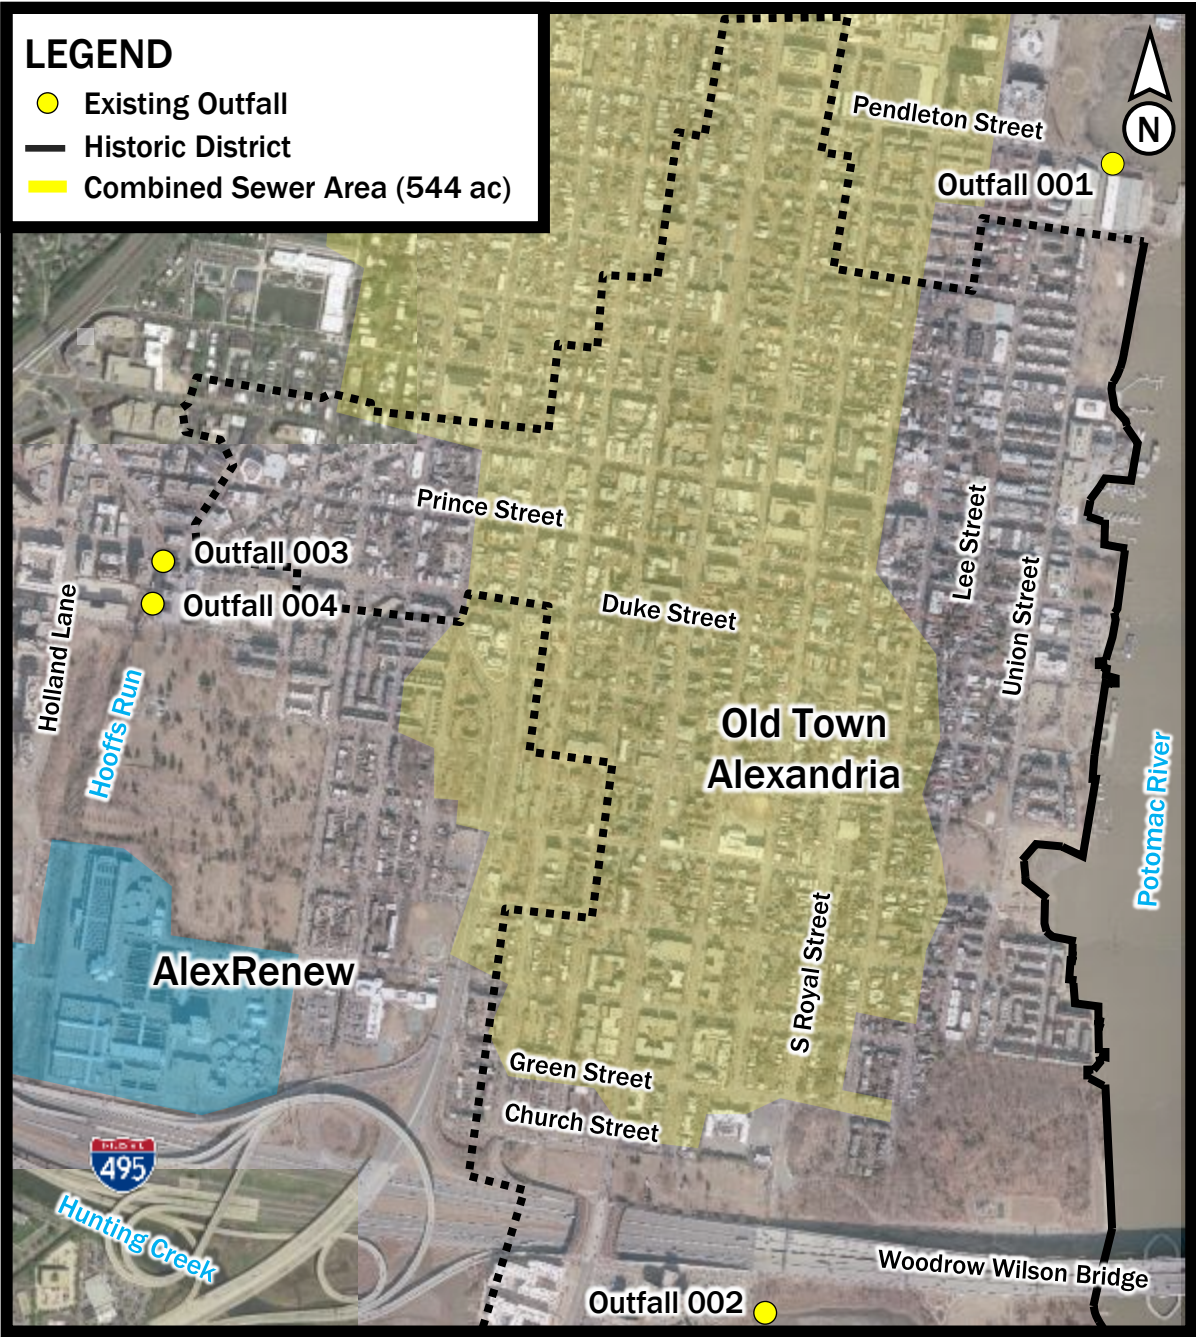 LEGEND
Existing Outfall
Historic District
Combined Sewer Area (544 ac)
N
Pendleton Street
Outfall 001
Prince Street
Lee Street
Union Street
Outfall 003
Outfall 004
Duke Street
Holland Lane
Hooffs Run
Old Town
Alexandria
Potomac River
AlexRenew
S Royal Street
Green Street
Church Street
495
Hunting Creek
Woodrow Wilson Bridge
Outfall 002